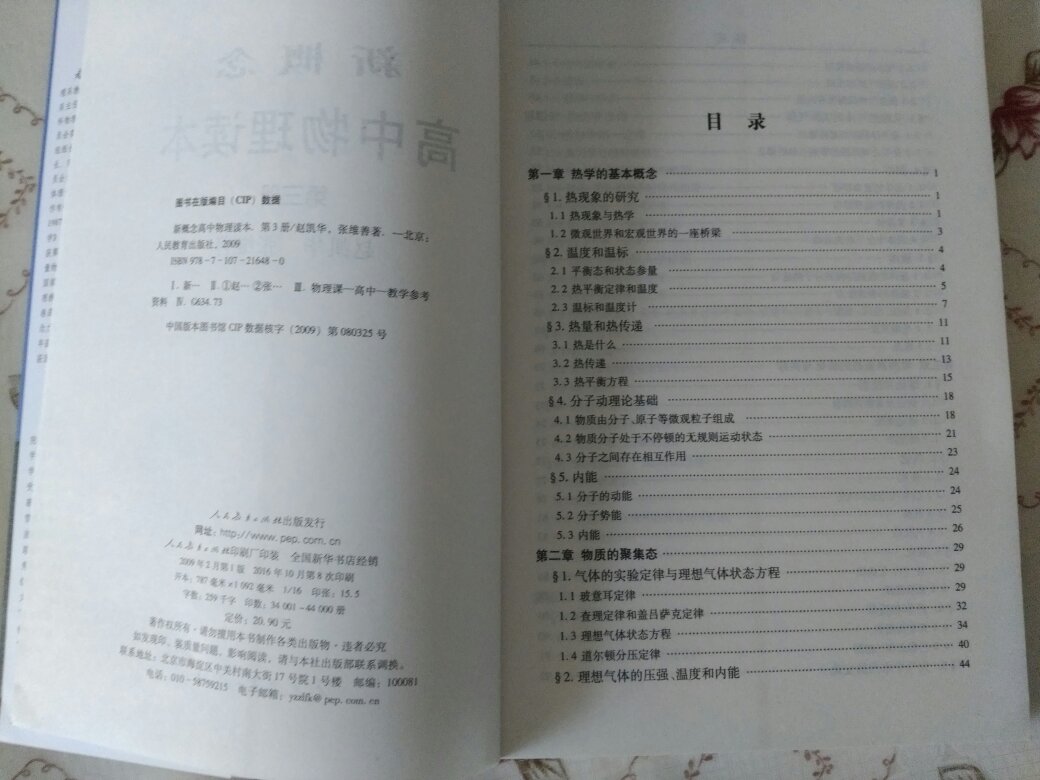 图书在版编目（CIP）数据
新概念高中物理读本. 第3册/赵凯华，张维善著. —北京：
人民教育出版社，2009
ISBN 978-7-107-21648-0
Ⅰ. 新… Ⅱ. ①赵…②张… Ⅲ. 物理课—高中—教学参考
资料 Ⅳ. G634.73
中国版本图书馆CIP数据核字（2009）第080325号
人民教育出版社出版发行
网址：http://www.pep.com.cn
人民教育出版社印刷厂印装 全国新华书店经销
2009年2月第1版 2016年10月第8次印刷
开本：787毫米×1 092毫米 1/16 印张：15.5
字数：259千字 印数：34 001-44 000册
定价：20.90元
著作权所有·请勿擅用本书制作各类出版物·违者必究
如发现印、装质量问题，影响阅读，请与本社出版部联系调换。
联系地址：北京市海淀区中关村南大街17号院1号楼 邮编：100081
电话：010-58759215 电子邮箱：yzzlfk@pep.com.cn
目 录
第一章 热学的基本概念 1
§1. 热现象的研究 1
1.1 热现象与热学 1
1.2 微观世界和宏观世界的一座桥梁 3
§2. 温度和温标 4
2.1 平衡态和状态参量 4
2.2 热平衡定律和温度 5
2.3 温标和温度计 7
§3. 热量和热传递 11
3.1 热是什么 11
3.2 热传递 13
3.3 热平衡方程 15
§4. 分子动理论基础 18
4.1 物质由分子、原子等微观粒子组成 18
4.2 物质分子处于不停顿的无规则运动状态 21
4.3 分子之间存在相互作用 23
§5. 内能 24
5.1 分子的动能 24
5.2 分子势能 25
5.3 内能 26
第二章 物质的聚集态 29
§1. 气体的实验定律与理想气体状态方程 29
1.1 玻意耳定律 29
1.2 查理定律和盖吕萨克定律 32
1.3 理想气体状态方程 34
1.4 道尔顿分压定律 40
§2. 理想气体的压强、温度和内能 44